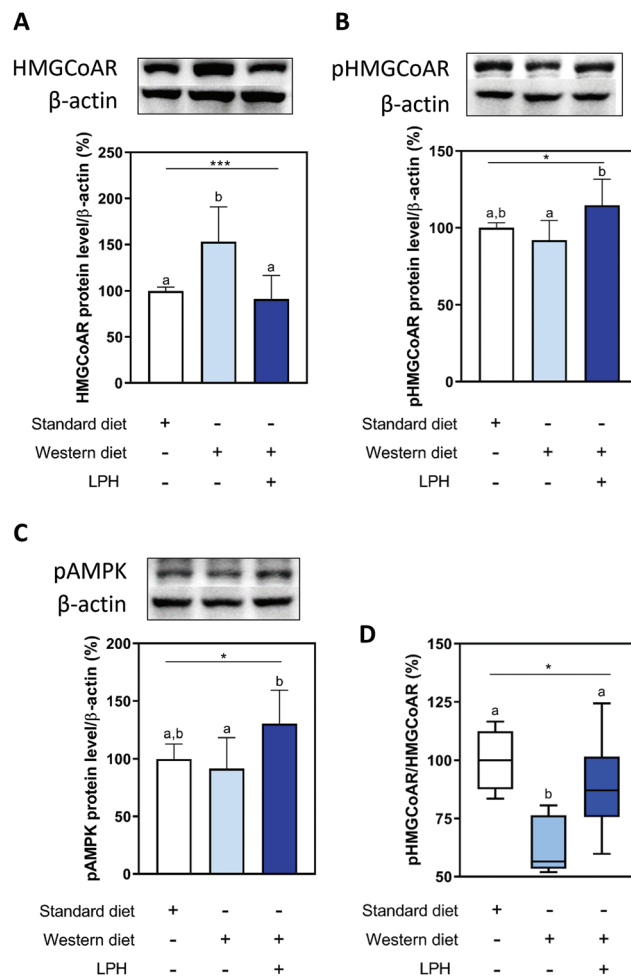 A
HMGCoAR
β-actin
HMGCoAR protein level/β-actin (%)
250
200
150
100
50
0
***
a
b
a
Standard diet + - -
Western diet - + +
LPH - - +
B
pHMGCoAR
β-actin
pHMGCoAR protein level/β-actin (%)
150
100
50
0
*
a,b
a
b
Standard diet + - -
Western diet - + +
LPH - - +
C
pAMPK
β-actin
pAMPK protein level/β-actin (%)
200
150
100
50
0
*
a,b
a
b
Standard diet + - -
Western diet - + +
LPH - - +
D
pHMGCoAR/HMGCoAR (%)
150
125
100
75
50
*
a
b
a
Standard diet + - -
Western diet - + +
LPH - - +